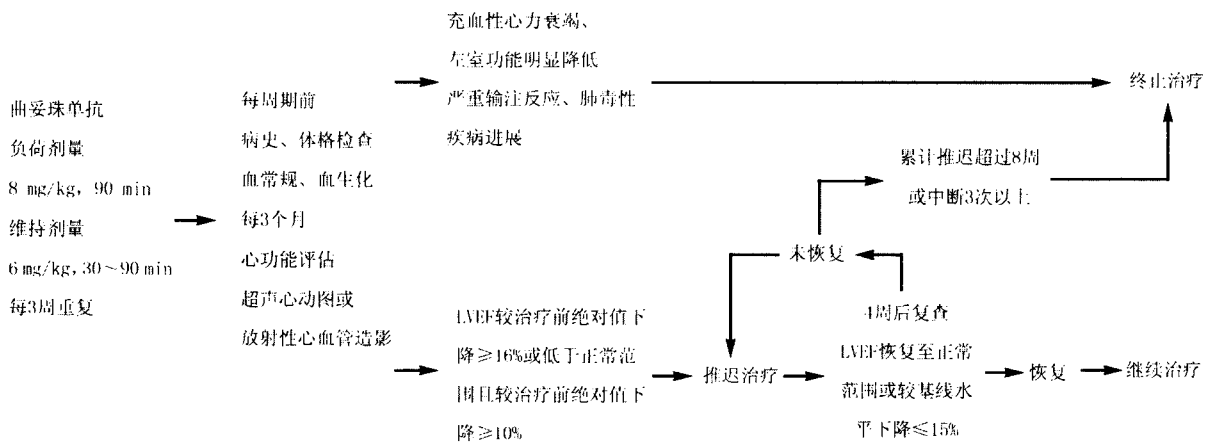 曲妥珠单抗
负荷剂量
8 mg/kg, 90 min
维持剂量
6 mg/kg, 30～90 min
每3周重复
每周期前
病史、体格检查
血常规、血生化
每3个月
心功能评估
超声心动图或
放射性心血管造影
充血性心力衰竭、
左室功能明显降低
严重输注反应、肺毒性
疾病进展
LVEF较治疗前绝对值下
降≥16%或低于正常范
围且较治疗前绝对值下
降≥10%
推迟治疗
4周后复查
LVEF恢复至正常
范围或较基线水
平下降≤15%
未恢复
累计推迟超过8周
或中断3次以上
终止治疗
恢复
继续治疗